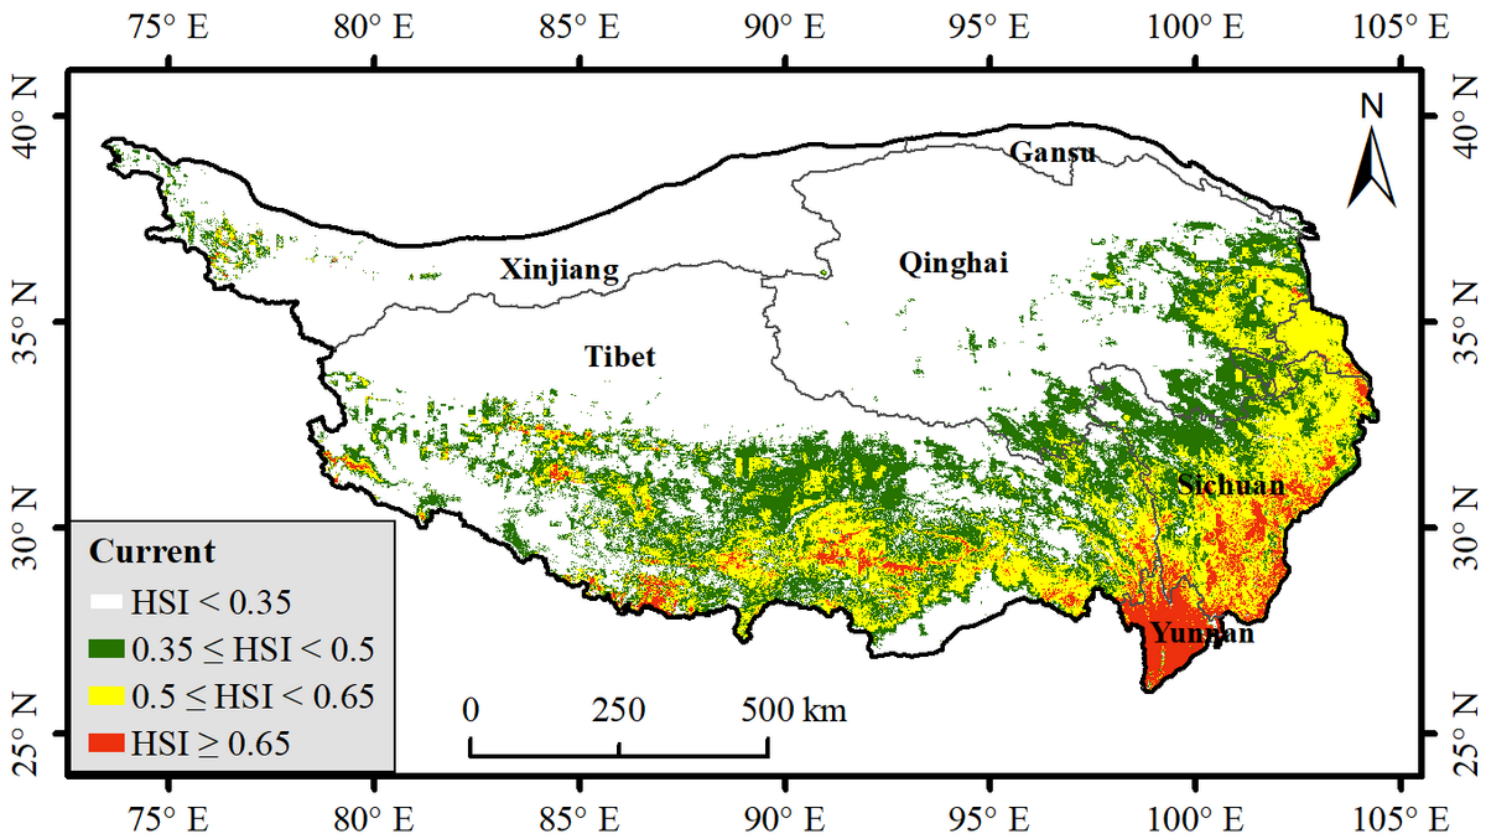 75° E 80° E 85° E 90° E 95° E 100° E 105° E
40° N
35° N
30° N
25° N
N
Gansu
Xinjiang
Qinghai
Tibet
Sichuan
Yunnan
Current
HSI < 0.35
0.35 ≤ HSI < 0.5
0.5 ≤ HSI < 0.65
HSI ≥ 0.65
0 250 500 km
40° N
35° N
30° N
25° N
75° E 80° E 85° E 90° E 95° E 100° E 105° E